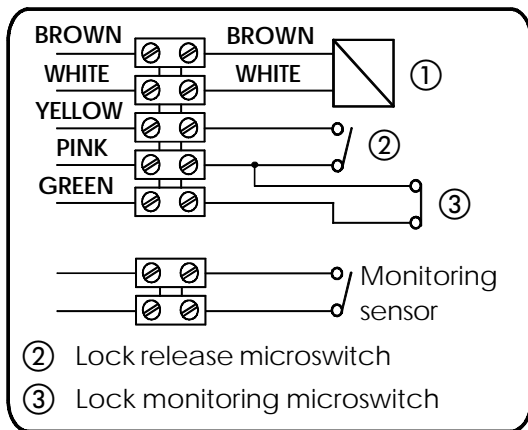 BROWN BROWN
WHITE WHITE ①
YELLOW
PINK ②
GREEN ③
Monitoring
sensor
② Lock release microswitch
③ Lock monitoring microswitch